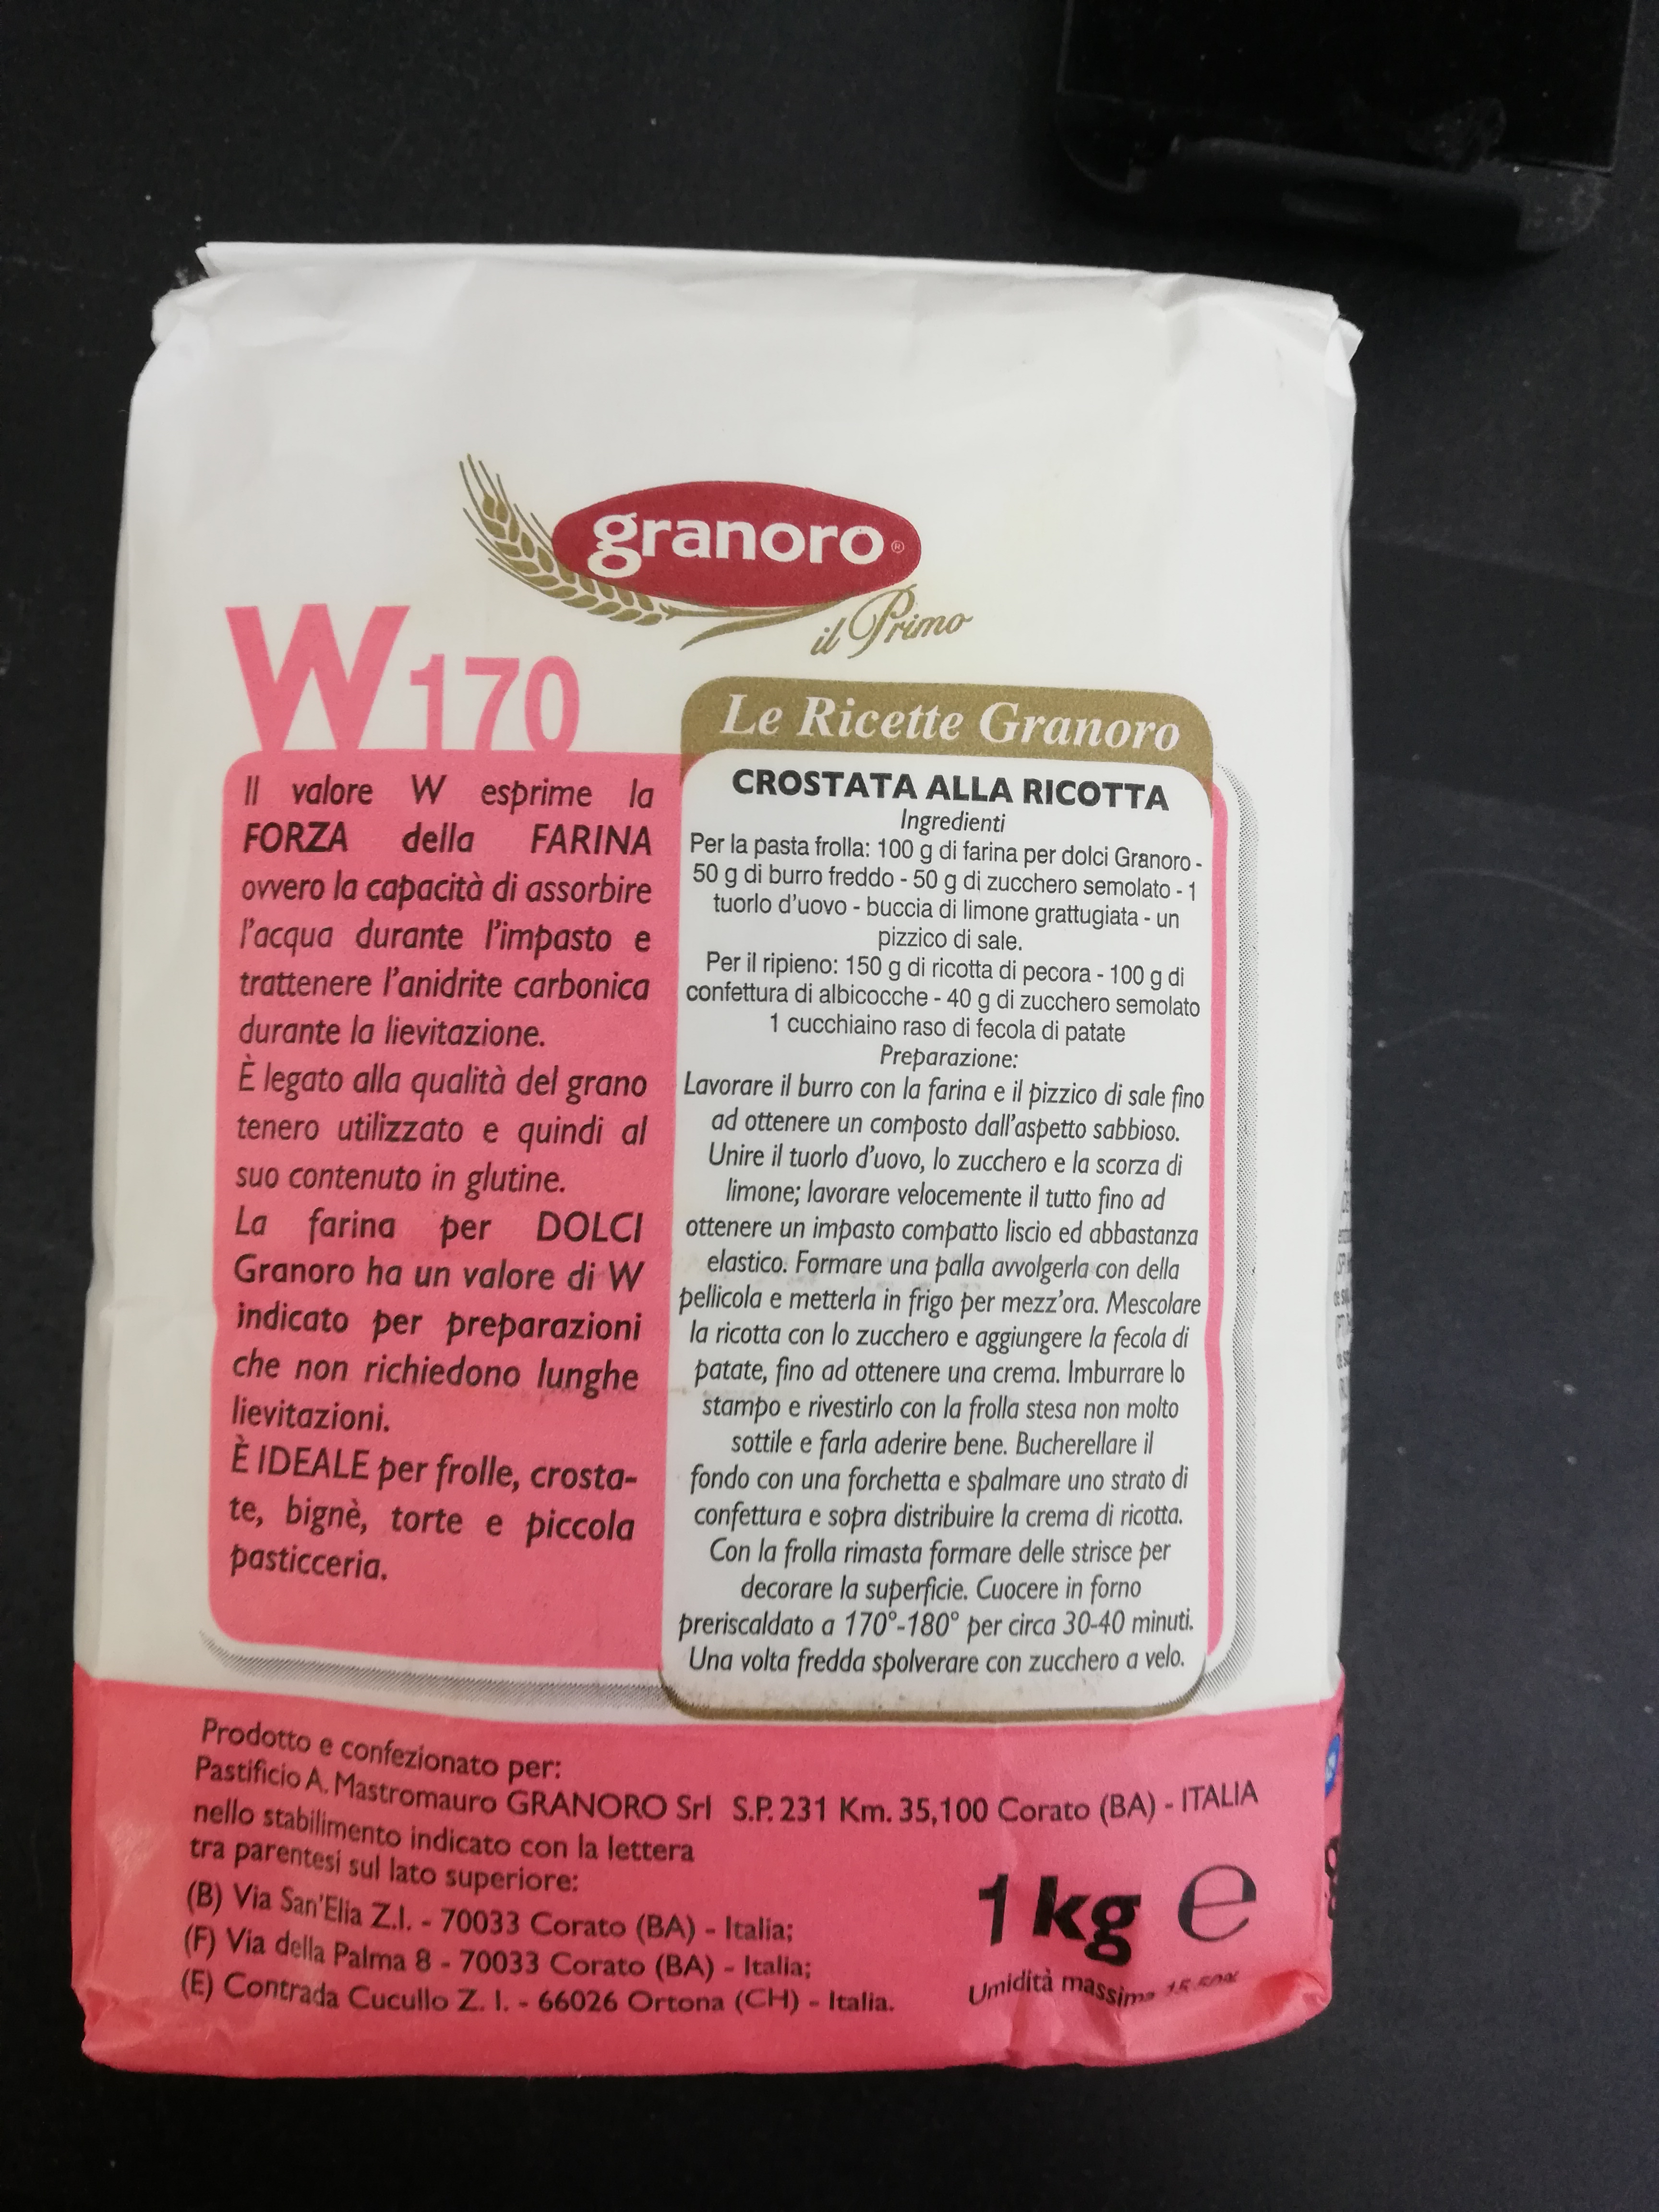 granoro®
il Primo
W170
Il valore W esprime la
FORZA della FARINA
ovvero la capacità di assorbire
l'acqua durante l'impasto e
trattenere l'anidrite carbonica
durante la lievitazione.
È legato alla qualità del grano
tenero utilizzato e quindi al
suo contenuto in glutine.
La farina per DOLCI
Granoro ha un valore di W
indicato per preparazioni
che non richiedono lunghe
lievitazioni.
È IDEALE per frolle, crosta-
te, bignè, torte e piccola
pasticceria.
Le Ricette Granoro
CROSTATA ALLA RICOTTA
Ingredienti
Per la pasta frolla: 100 g di farina per dolci Granoro -
50 g di burro freddo - 50 g di zucchero semolato - 1
tuorlo d'uovo - buccia di limone grattugiata - un
pizzico di sale.
Per il ripieno: 150 g di ricotta di pecora - 100 g di
confettura di albicocche - 40 g di zucchero semolato
1 cucchiaino raso di fecola di patate
Preparazione:
Lavorare il burro con la farina e il pizzico di sale fino
ad ottenere un composto dall'aspetto sabbioso.
Unire il tuorlo d'uovo, lo zucchero e la scorza di
limone; lavorare velocemente il tutto fino ad
ottenere un impasto compatto liscio ed abbastanza
elastico. Formare una palla avvolgerla con della
pellicola e metterla in frigo per mezz'ora. Mescolare
la ricotta con lo zucchero e aggiungere la fecola di
patate, fino ad ottenere una crema. Imburrare lo
stampo e rivestirlo con la frolla stesa non molto
sottile e farla aderire bene. Bucherellare il
fondo con una forchetta e spalmare uno strato di
confettura e sopra distribuire la crema di ricotta.
Con la frolla rimasta formare delle strisce per
decorare la superficie. Cuocere in forno
preriscaldato a 170°-180° per circa 30-40 minuti.
Una volta fredda spolverare con zucchero a velo.
Prodotto e confezionato per:
Pastificio A. Mastromauro GRANORO Srl S.P. 231 Km. 35,100 Corato (BA) - ITALIA
nello stabilimento indicato con la lettera
tra parentesi sul lato superiore:
(B) Via San'Elia Z.I. - 70033 Corato (BA) - Italia;
(F) Via della Palma 8 - 70033 Corato (BA) - Italia;
(E) Contrada Cucullo Z. I. - 66026 Ortona (CH) - Italia.
1 kg e
Umidità massima 15.50%